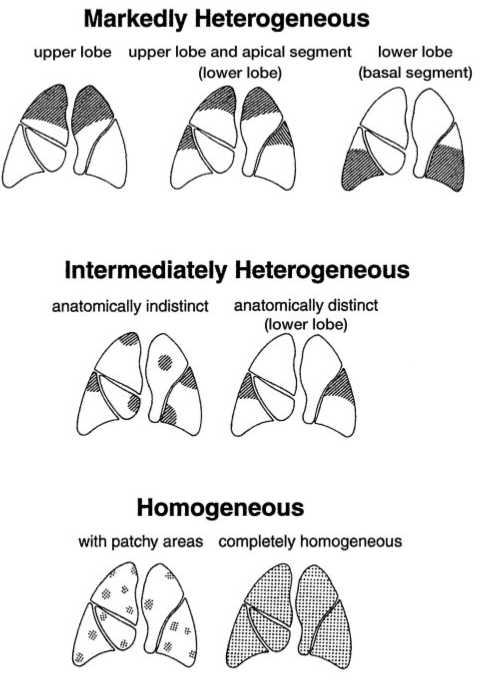 Markedly Heterogeneous
upper lobe
upper lobe and apical segment
(lower lobe)
lower lobe
(basal segment)
Intermediately Heterogeneous
anatomically indistinct
anatomically distinct
(lower lobe)
Homogeneous
with patchy areas
completely homogeneous